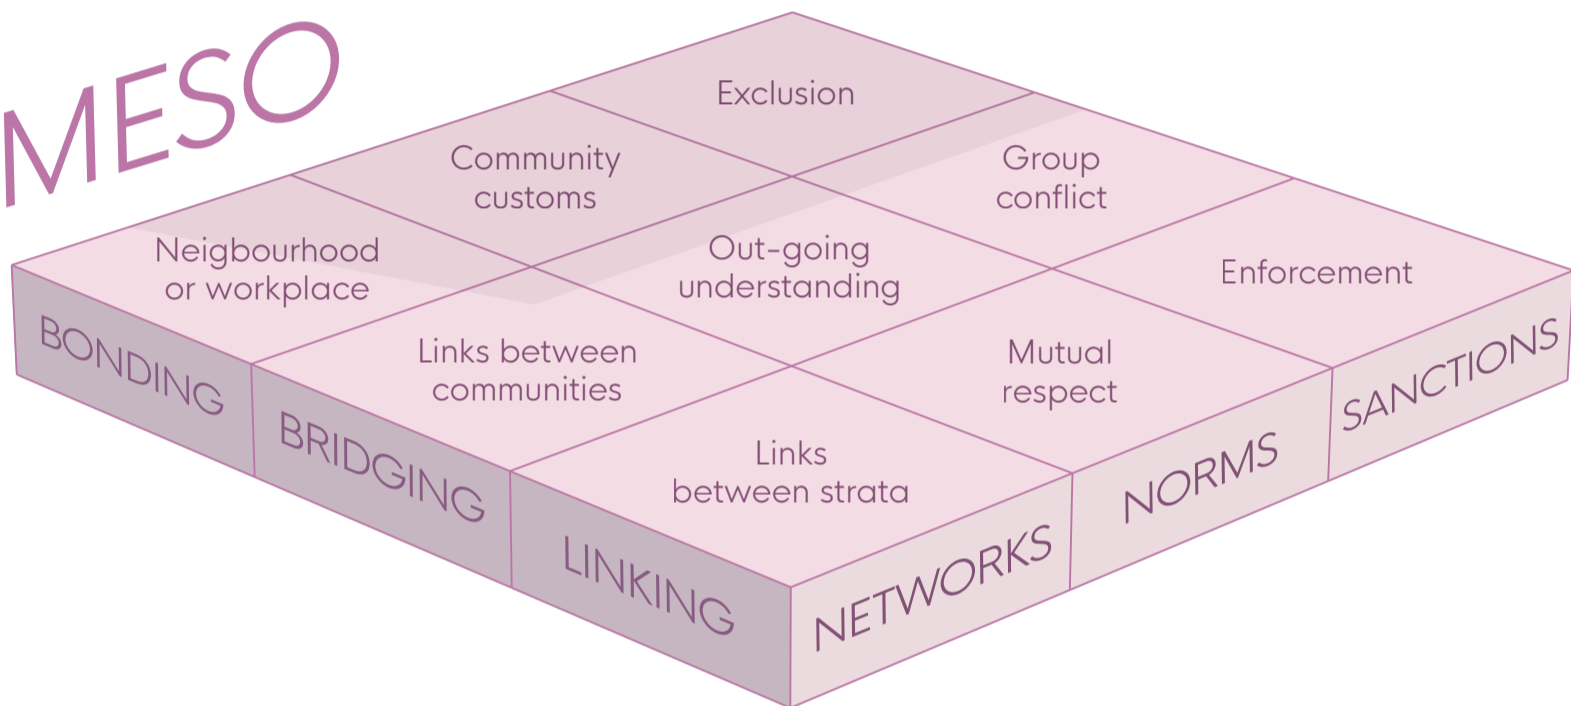 MESO
Exclusion
Community
customs
Group
conflict
Neigbourhood
or workplace
Out-going
understanding
Enforcement
Links between
communities
Mutual
respect
Links
between strata
BONDING
BRIDGING
LINKING
NETWORKS
NORMS
SANCTIONS